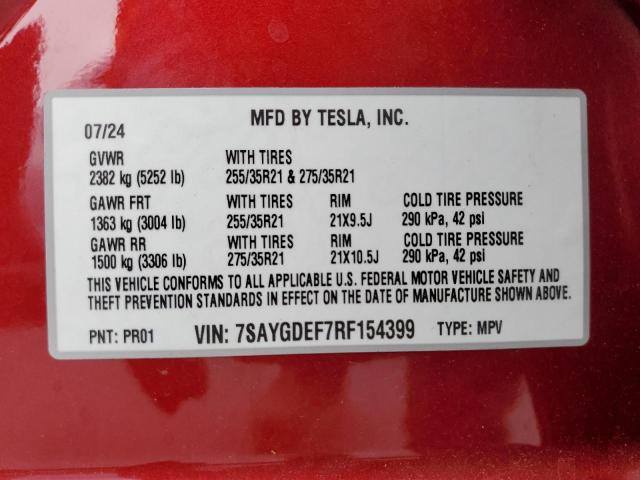 07/24 MFD BY TESLA, INC.
GVWR WITH TIRES
2382 kg (5252 lb) 255/35R21 & 275/35R21
GAWR FRT WITH TIRES RIM COLD TIRE PRESSURE
1363 kg (3004 lb) 255/35R21 21X9.5J 290 kPa, 42 psi
GAWR RR WITH TIRES RIM COLD TIRE PRESSURE
1500 kg (3306 lb) 275/35R21 21X10.5J 290 kPa, 42 psi
THIS VEHICLE CONFORMS TO ALL APPLICABLE U.S. FEDERAL MOTOR VEHICLE SAFETY AND
THEFT PREVENTION STANDARDS IN EFFECT ON THE DATE OF MANUFACTURE SHOWN ABOVE.
PNT: PR01 VIN: 7SAYGDEF7RF154399 TYPE: MPV